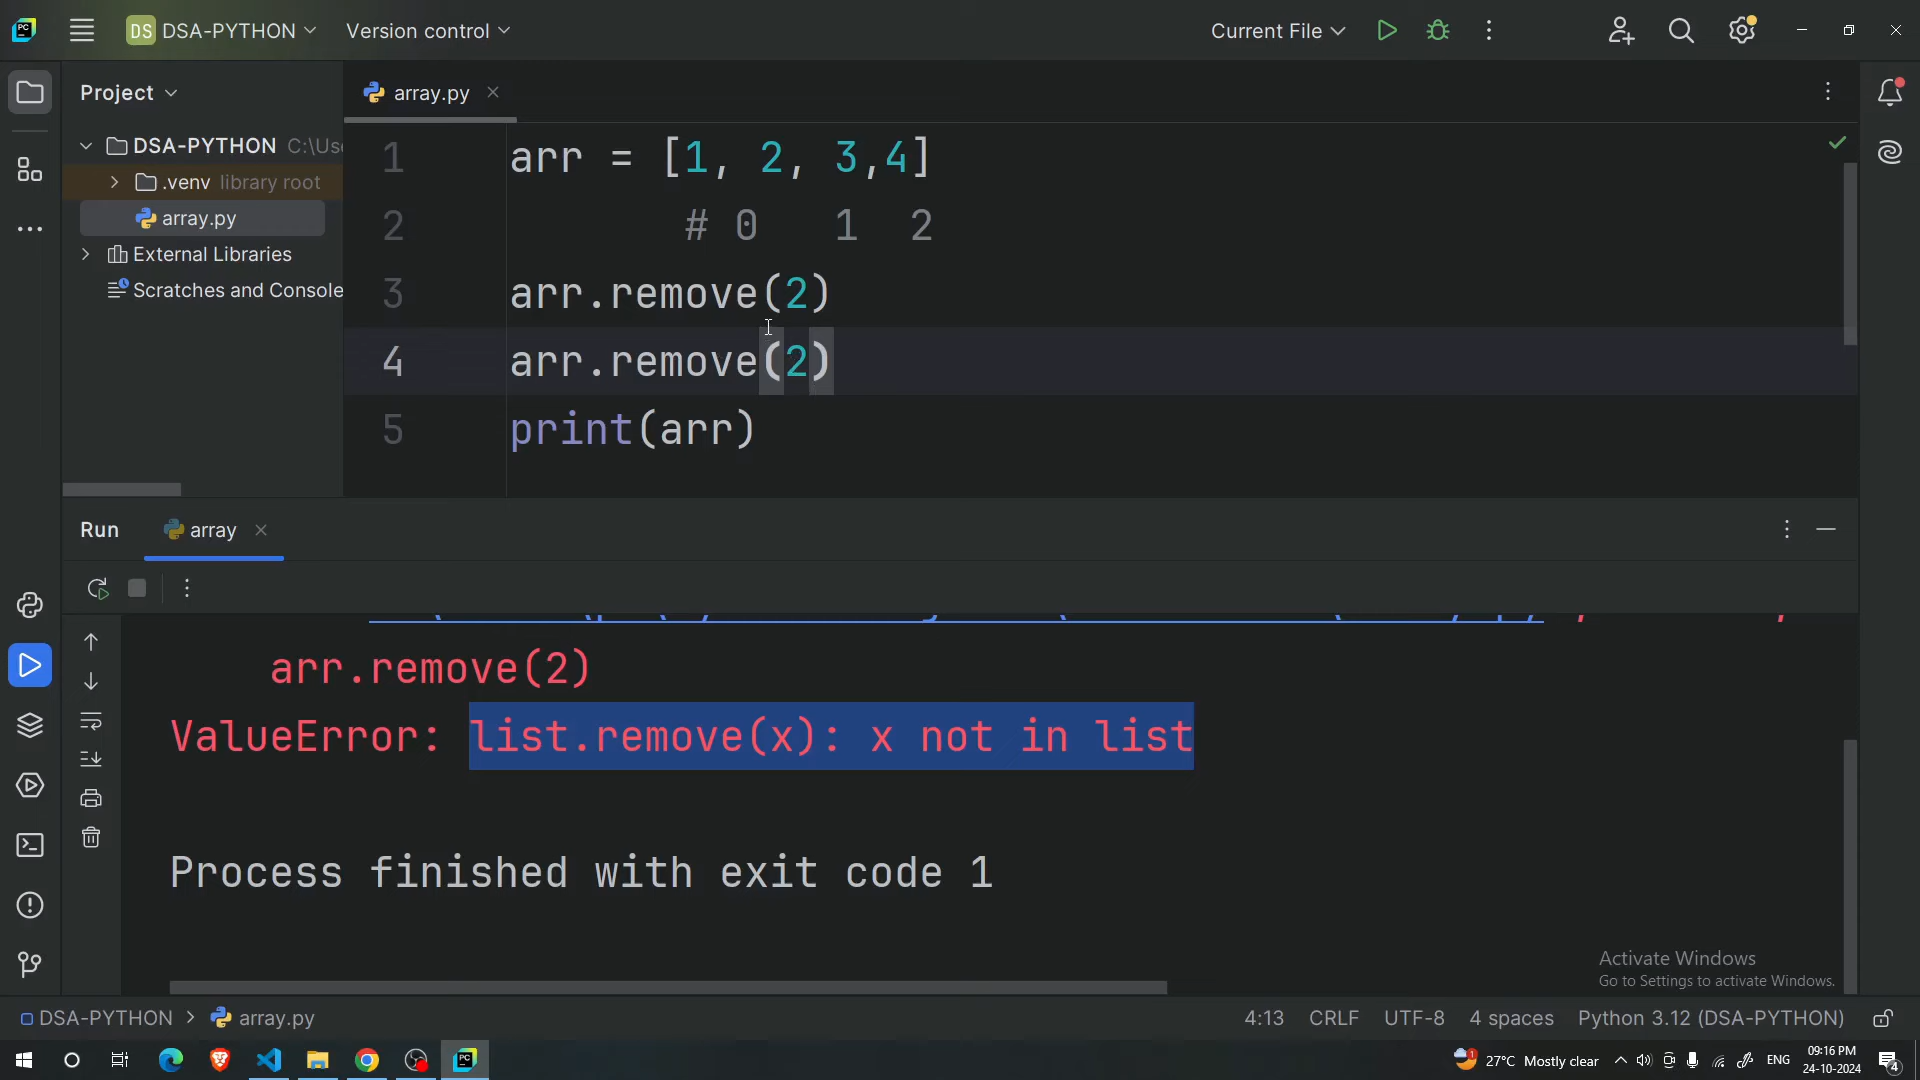 DS DSA-PYTHON
Version control
Current File
Project
array.py
DSA-PYTHON C:\Use
.venv library root
array.py
External Libraries
Scratches and Console
1 arr = [1, 2, 3,4]
2 # 0 1 2
3 arr.remove(2)
4 arr.remove(2)
5 print(arr)
Run array
arr.remove(2)
ValueError: list.remove(x): x not in list
Process finished with exit code 1
Activate Windows
Go to Settings to activate Windows.
DSA-PYTHON > array.py
4:13 CRLF UTF-8 4 spaces Python 3.12 (DSA-PYTHON)
27°C Mostly clear
ENG
09:16 PM
24-10-2024
4